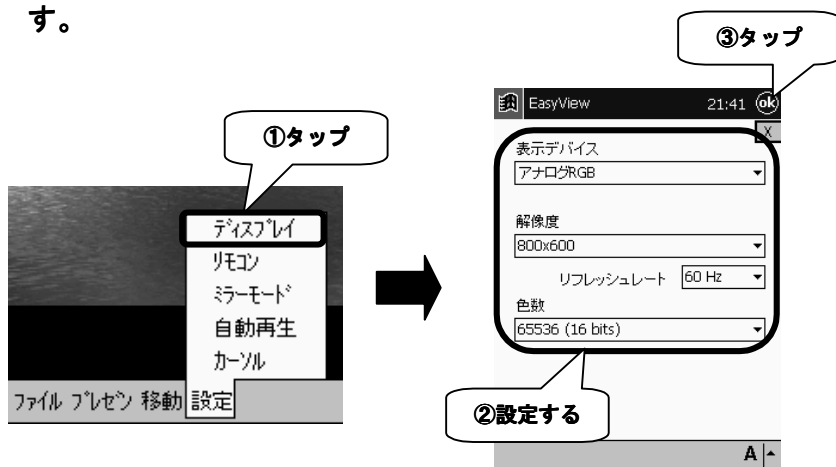 す。
①タップ
ﾃﾞｨｽﾌﾟﾚｲ
ﾘﾓｺﾝ
ﾐﾗｰﾓｰﾄﾞ
自動再生
ｶｰｿﾙ
ﾌｧｲﾙ ﾌﾟﾚｾﾞﾝ 移動 設定
③タップ
EasyView 21:41 ok
X
表示デバイス
アナログRGB
解像度
800x600
リフレッシュレート 60 Hz
色数
65536 (16 bits)
②設定する
A